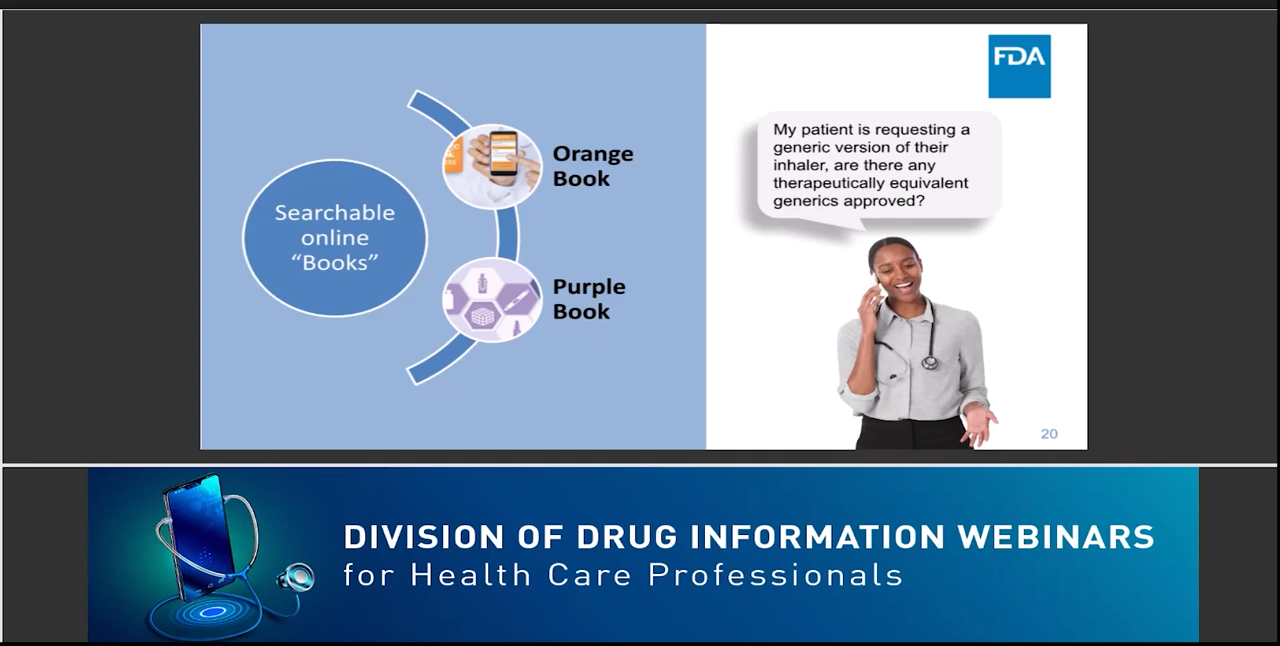 FDA
Searchable
online
“Books”
Orange
Book
Purple
Book
My patient is requesting a
generic version of their
inhaler, are there any
therapeutically equivalent
generics approved?
20
DIVISION OF DRUG INFORMATION WEBINARS
for Health Care Professionals